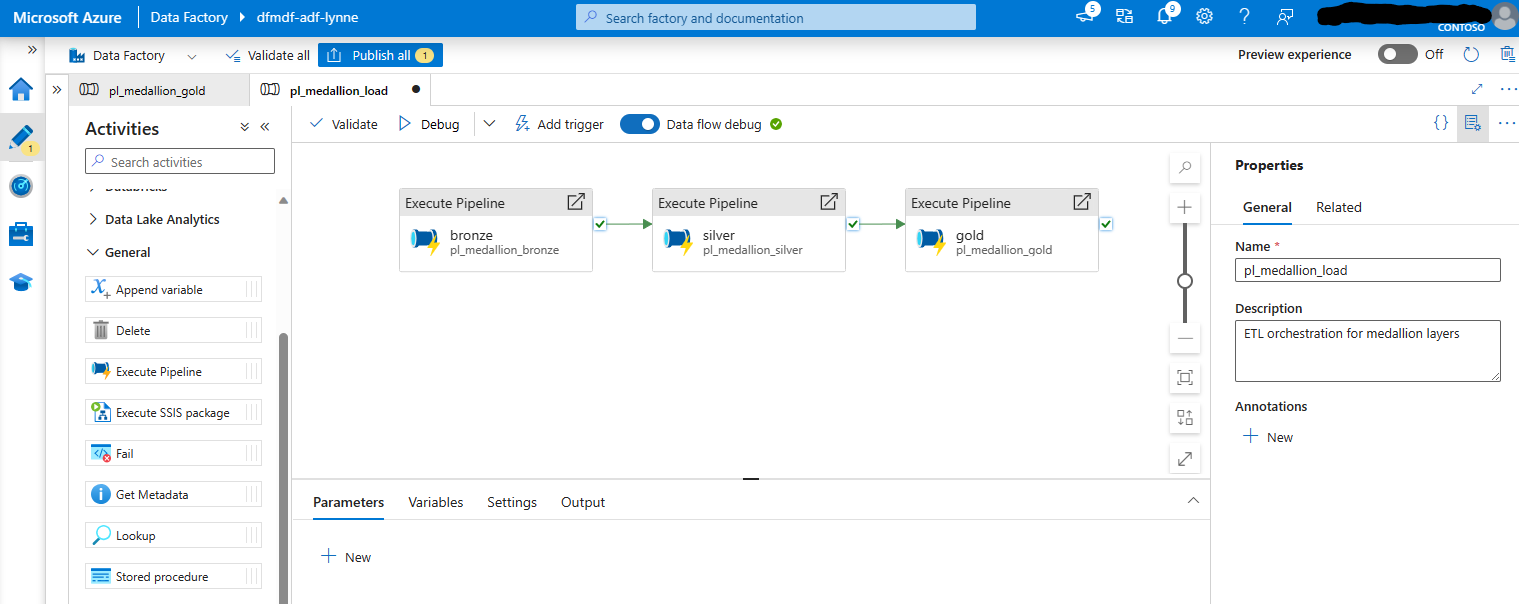 Microsoft Azure Data Factory dfmdf-adf-lynne Search factory and documentation 5 9 CONTOSO
Data Factory Validate all Publish all 1 Preview experience Off
pl_medallion_gold pl_medallion_load
Activities
Validate Debug Add trigger Data flow debug
Search activities
1
Databricks
Data Lake Analytics
General
Append variable
Delete
Execute Pipeline
Execute SSIS package
Fail
Get Metadata
Lookup
Stored procedure
Execute Pipeline
bronze
pl_medallion_bronze
Execute Pipeline
silver
pl_medallion_silver
Execute Pipeline
gold
pl_medallion_gold
Parameters Variables Settings Output
New
Properties
General Related
Name *
pl_medallion_load
Description
ETL orchestration for medallion layers
Annotations
New